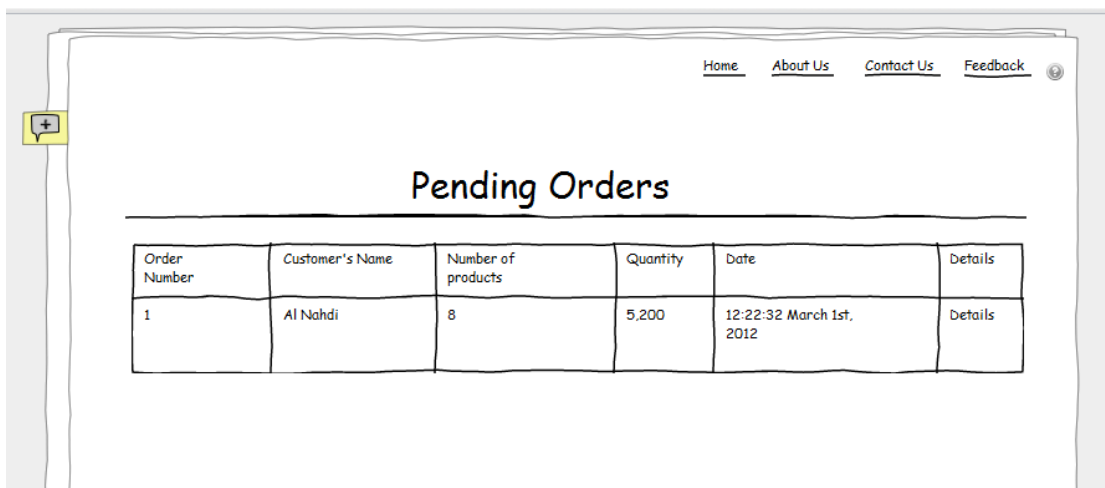 Home About Us Contact Us Feedback
Pending Orders
Order Number Customer's Name Number of products Quantity Date Details
1 Al Nahdi 8 5,200 12:22:32 March 1st, 2012 Details